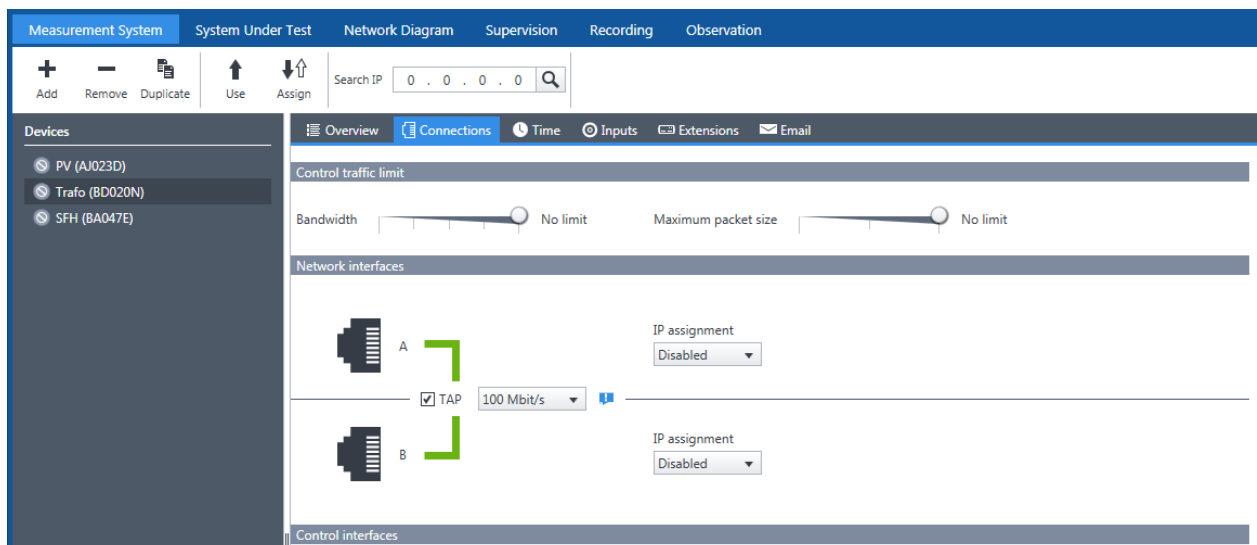 Measurement System System Under Test Network Diagram Supervision Recording Observation
Add Remove Duplicate Use Assign Search IP 0 . 0 . 0 . 0
Devices
PV (AJ023D)
Trafo (BD020N)
SFH (BA047E)
Overview Connections Time Inputs Extensions Email
Control traffic limit
Bandwidth No limit Maximum packet size No limit
Network interfaces
A
IP assignment
Disabled
TAP 100 Mbit/s
B
IP assignment
Disabled
Control interfaces